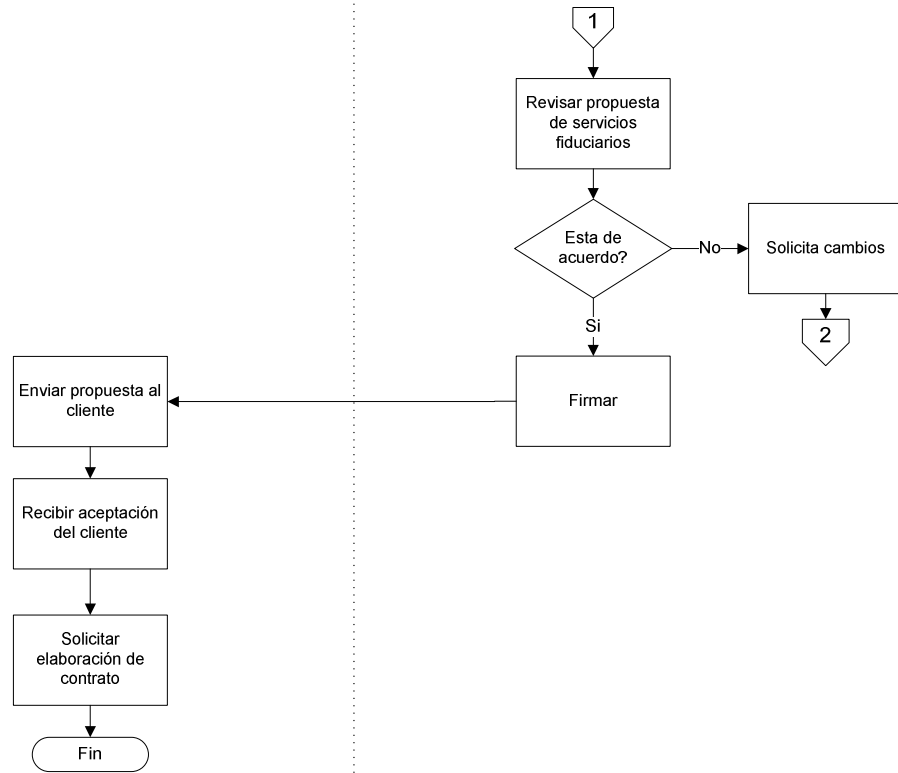 1
Revisar propuesta
de servicios
fiduciarios
Esta de
acuerdo?
No
Solicita cambios
2
Si
Firmar
Enviar propuesta al
cliente
Recibir aceptación
del cliente
Solicitar
elaboración de
contrato
Fin